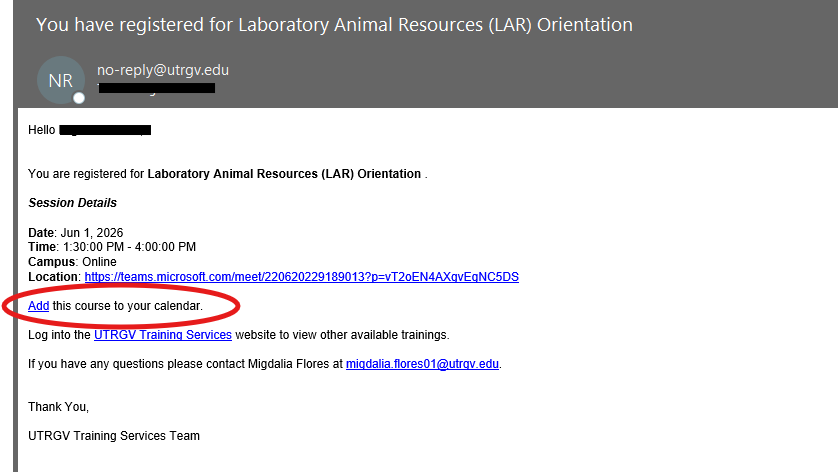 You have registered for Laboratory Animal Resources (LAR) Orientation
NR
no-reply@utrgv.edu
Hello
You are registered for Laboratory Animal Resources (LAR) Orientation .
Session Details
Date: Jun 1, 2026
Time: 1:30:00 PM - 4:00:00 PM
Campus: Online
Location: https://teams.microsoft.com/meet/220620229189013?p=vT2oEN4AXqvEqNC5DS
Add this course to your calendar.
Log into the UTRGV Training Services website to view other available trainings.
If you have any questions please contact Migdalia Flores at migdalia.flores01@utrgv.edu.
Thank You,
UTRGV Training Services Team